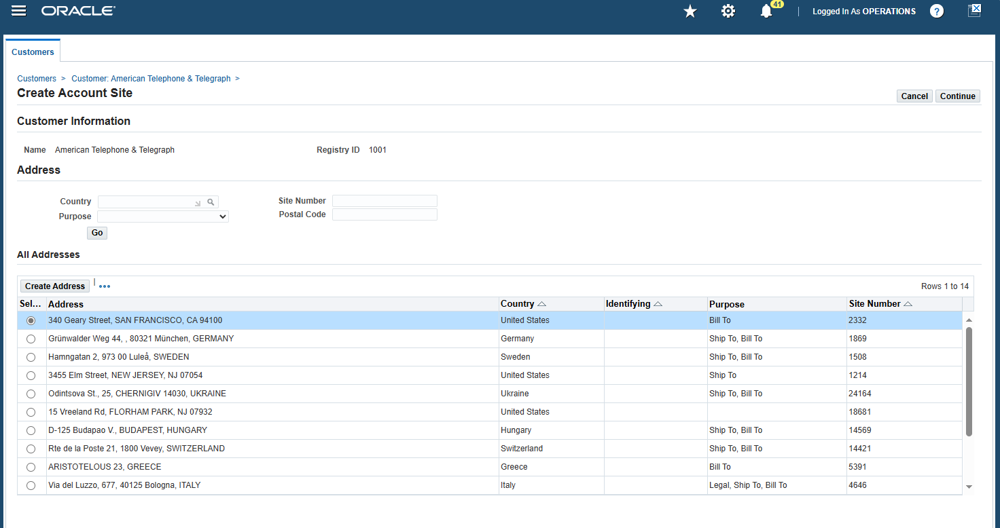 ORACLE
41
Logged In As OPERATIONS
?
Customers
Customers > Customer: American Telephone & Telegraph >
Create Account Site
Cancel Continue
Customer Information
Name American Telephone & Telegraph Registry ID 1001
Address
Country Site Number
Purpose Postal Code
Go
All Addresses
Create Address ••• Rows 1 to 14
Sel... Address Country Identifying Purpose Site Number
340 Geary Street, SAN FRANCISCO, CA 94100 United States Bill To 2332
Grünwalder Weg 44, , 80321 München, GERMANY Germany Ship To, Bill To 1869
Hamngatan 2, 973 00 Luleå, SWEDEN Sweden Ship To, Bill To 1508
3455 Elm Street, NEW JERSEY, NJ 07054 United States Ship To 1214
Odintsova St., 25, CHERNIGIV 14030, UKRAINE Ukraine Ship To, Bill To 24164
15 Vreeland Rd, FLORHAM PARK, NJ 07932 United States 18681
D-125 Budapao V., BUDAPEST, HUNGARY Hungary Ship To, Bill To 14569
Rte de la Poste 21, 1800 Vevey, SWITZERLAND Switzerland Ship To, Bill To 14421
ARISTOTELOUS 23, GREECE Greece Bill To 5391
Via del Luzzo, 677, 40125 Bologna, ITALY Italy Legal, Ship To, Bill To 4646